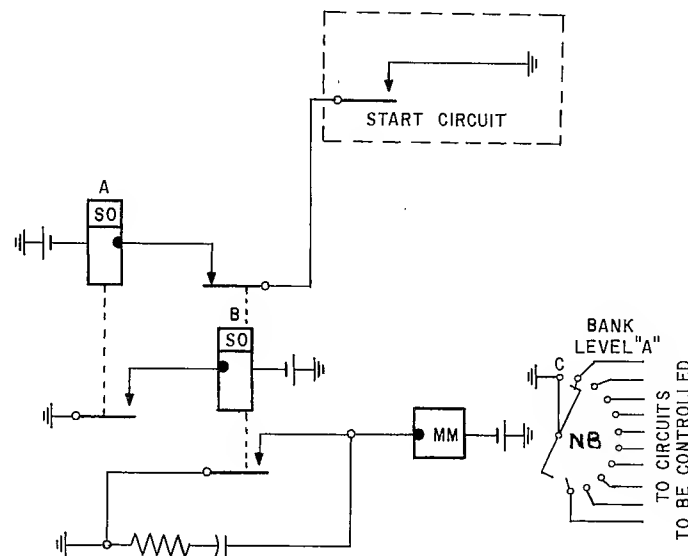 START CIRCUIT
A
SO
B
SO
MM
BANK
LEVEL "A"
C
NB
TO CIRCUITS
TO BE CONTROLLED